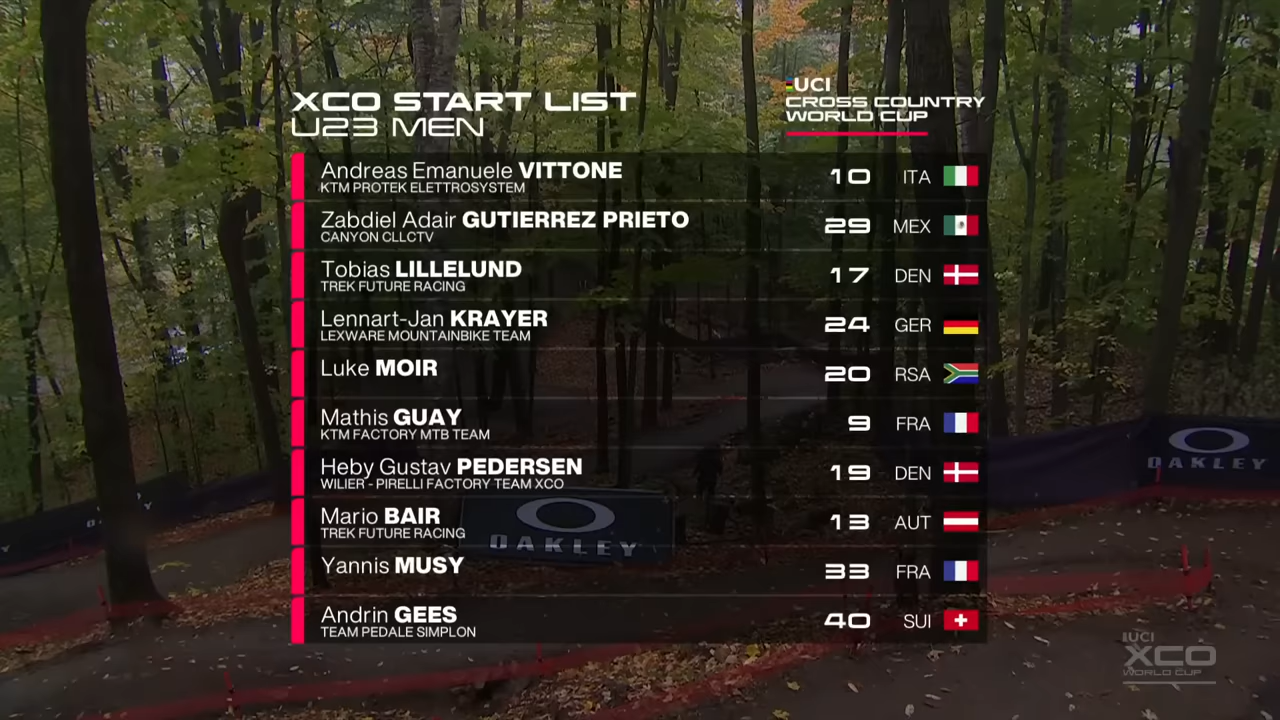 XCO START LIST
U23 MEN
UCI
CROSS COUNTRY
WORLD CUP
Andreas Emanuele VITTONE 10 ITA
KTM PROTEK ELETTROSYSTEM
Zabdiel Adair GUTIERREZ PRIETO 29 MEX
CANYON CLLCTV
Tobias LILLELUND 17 DEN
TREK FUTURE RACING
Lennart-Jan KRAYER 24 GER
LEXWARE MOUNTAINBIKE TEAM
Luke MOIR 20 RSA
Mathis GUAY 9 FRA
KTM FACTORY MTB TEAM
Heby Gustav PEDERSEN 19 DEN
WILIER - PIRELLI FACTORY TEAM XCO
Mario BAIR 13 AUT
TREK FUTURE RACING
Yannis MUSY 33 FRA
Andrin GEES 40 SUI
TEAM PEDALE SIMPLON
OAKLEY
OAKLEY
UCI
XCO
WORLD CUP